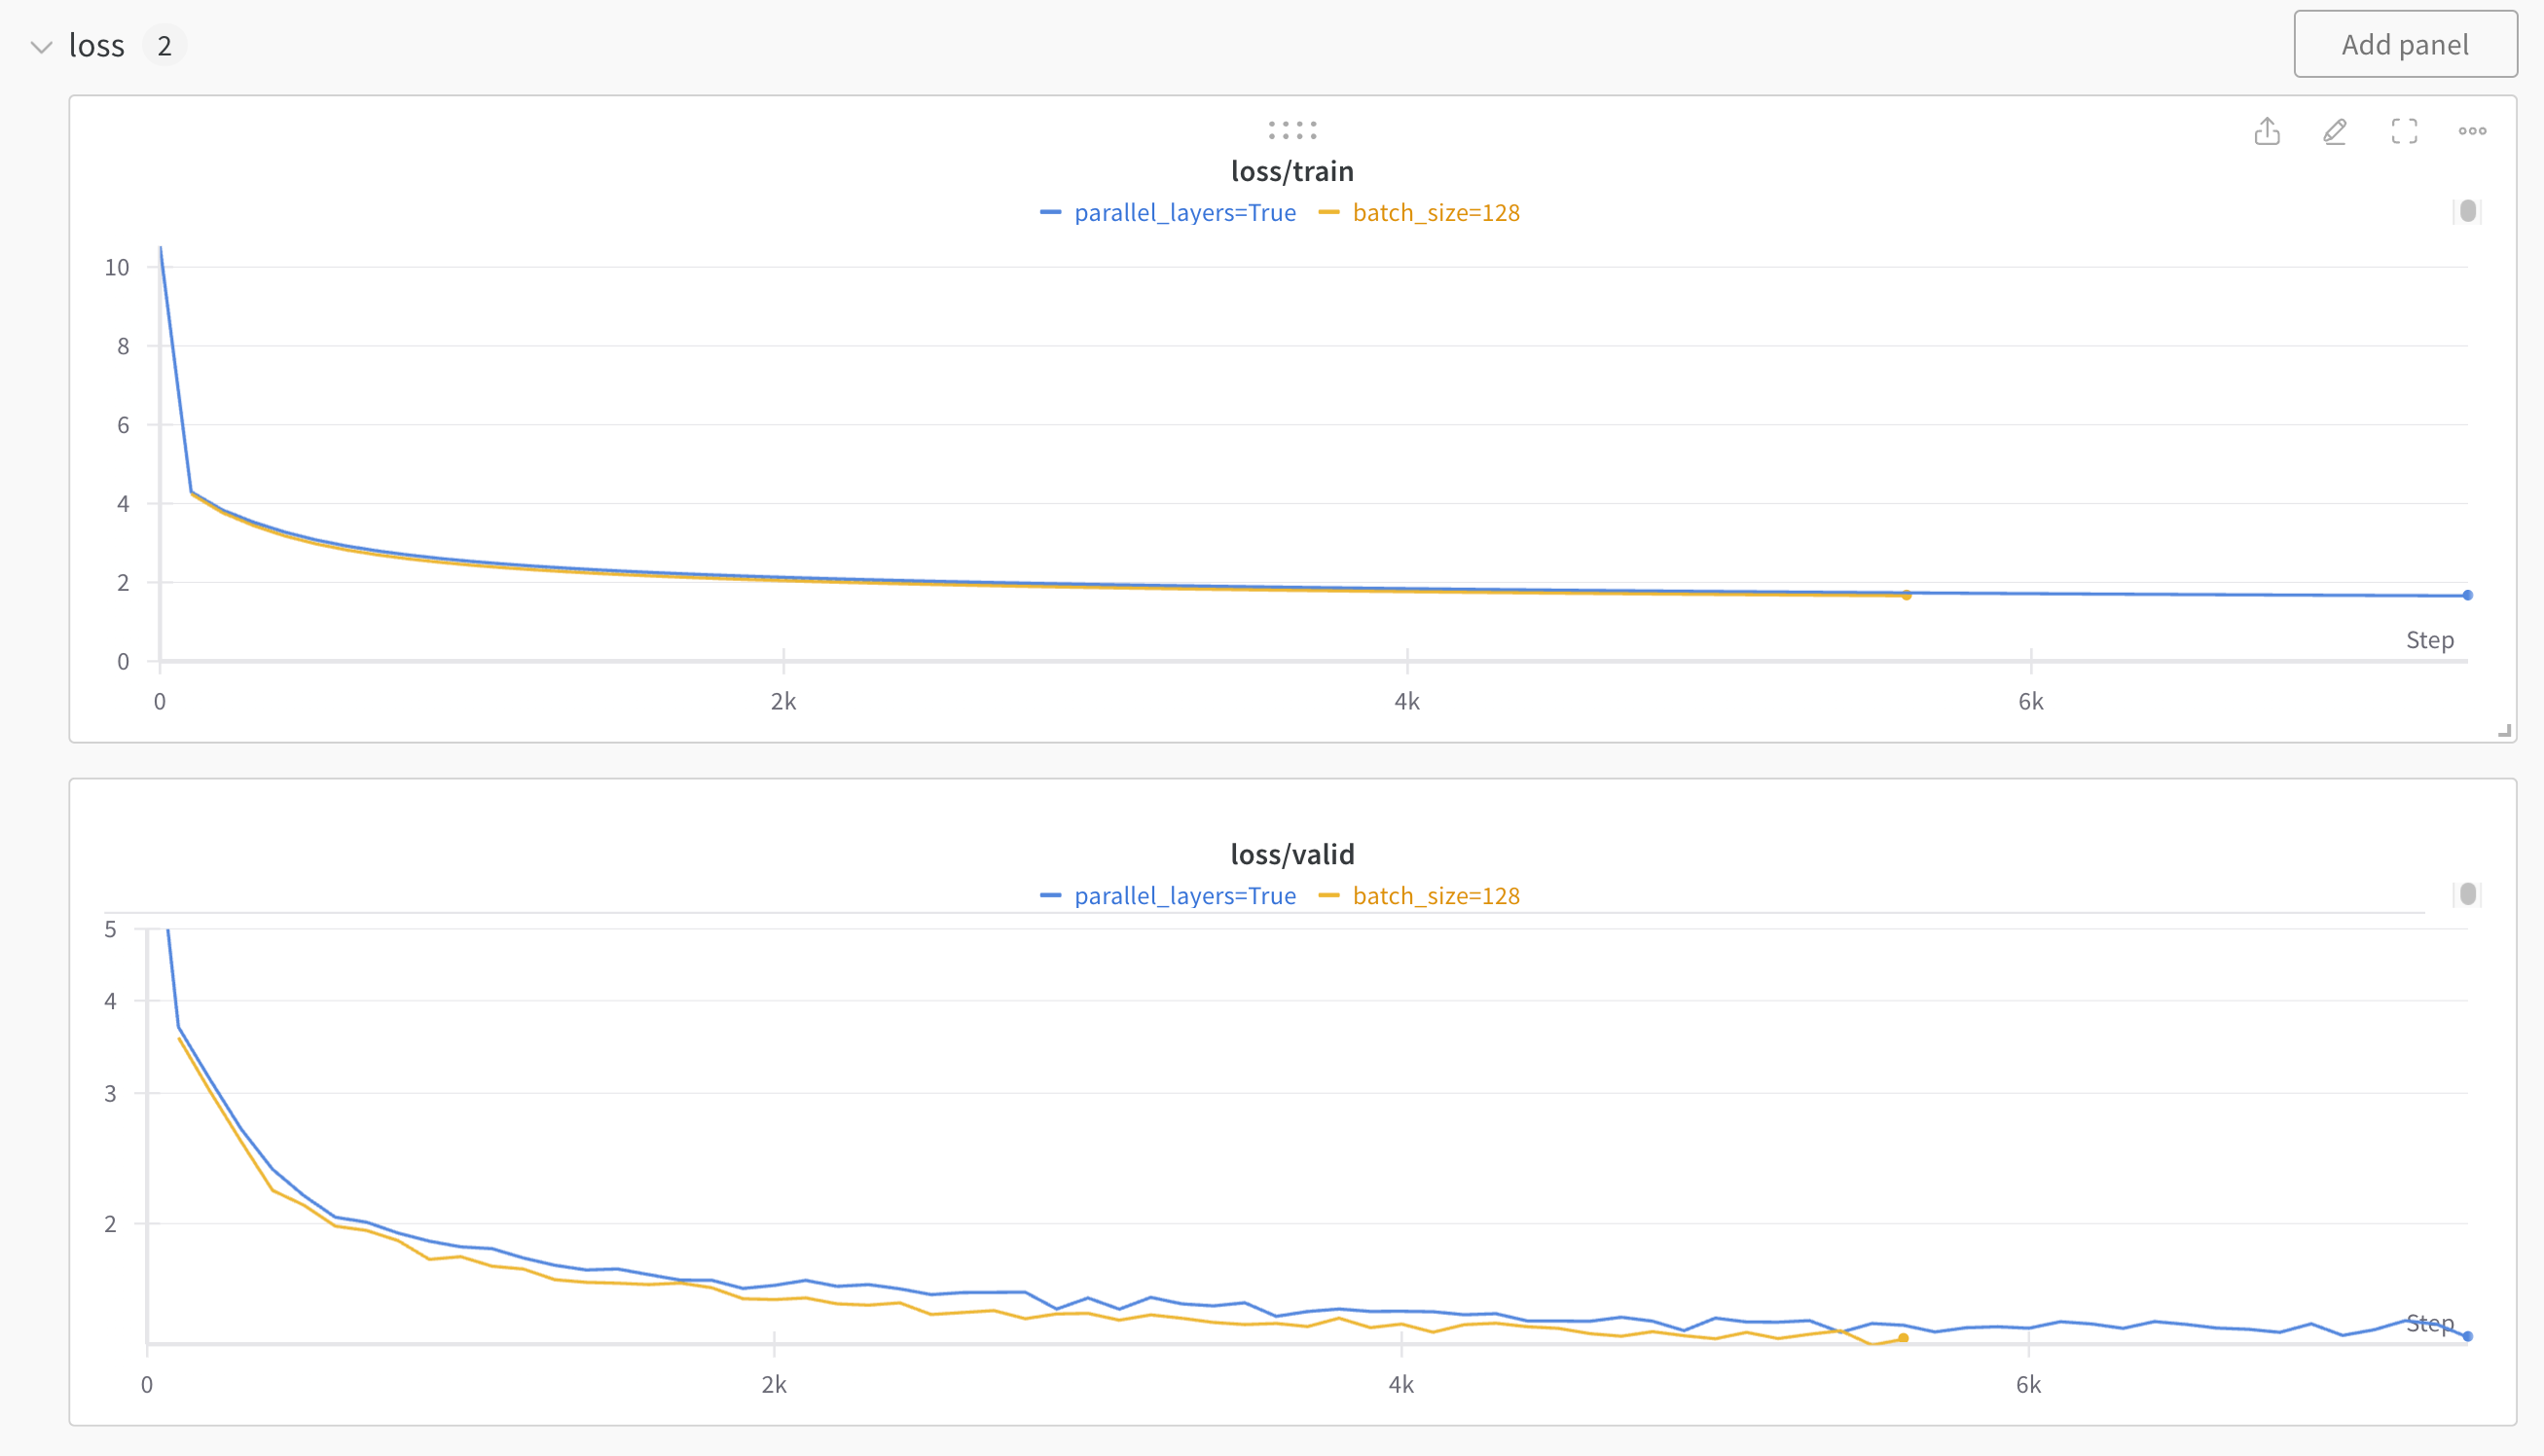 loss 2
Add panel
loss/train
parallel_layers=True batch_size=128
10
8
6
4
2
0
Step
0 2k 4k 6k
loss/valid
parallel_layers=True batch_size=128
5
4
3
2
Step
0 2k 4k 6k